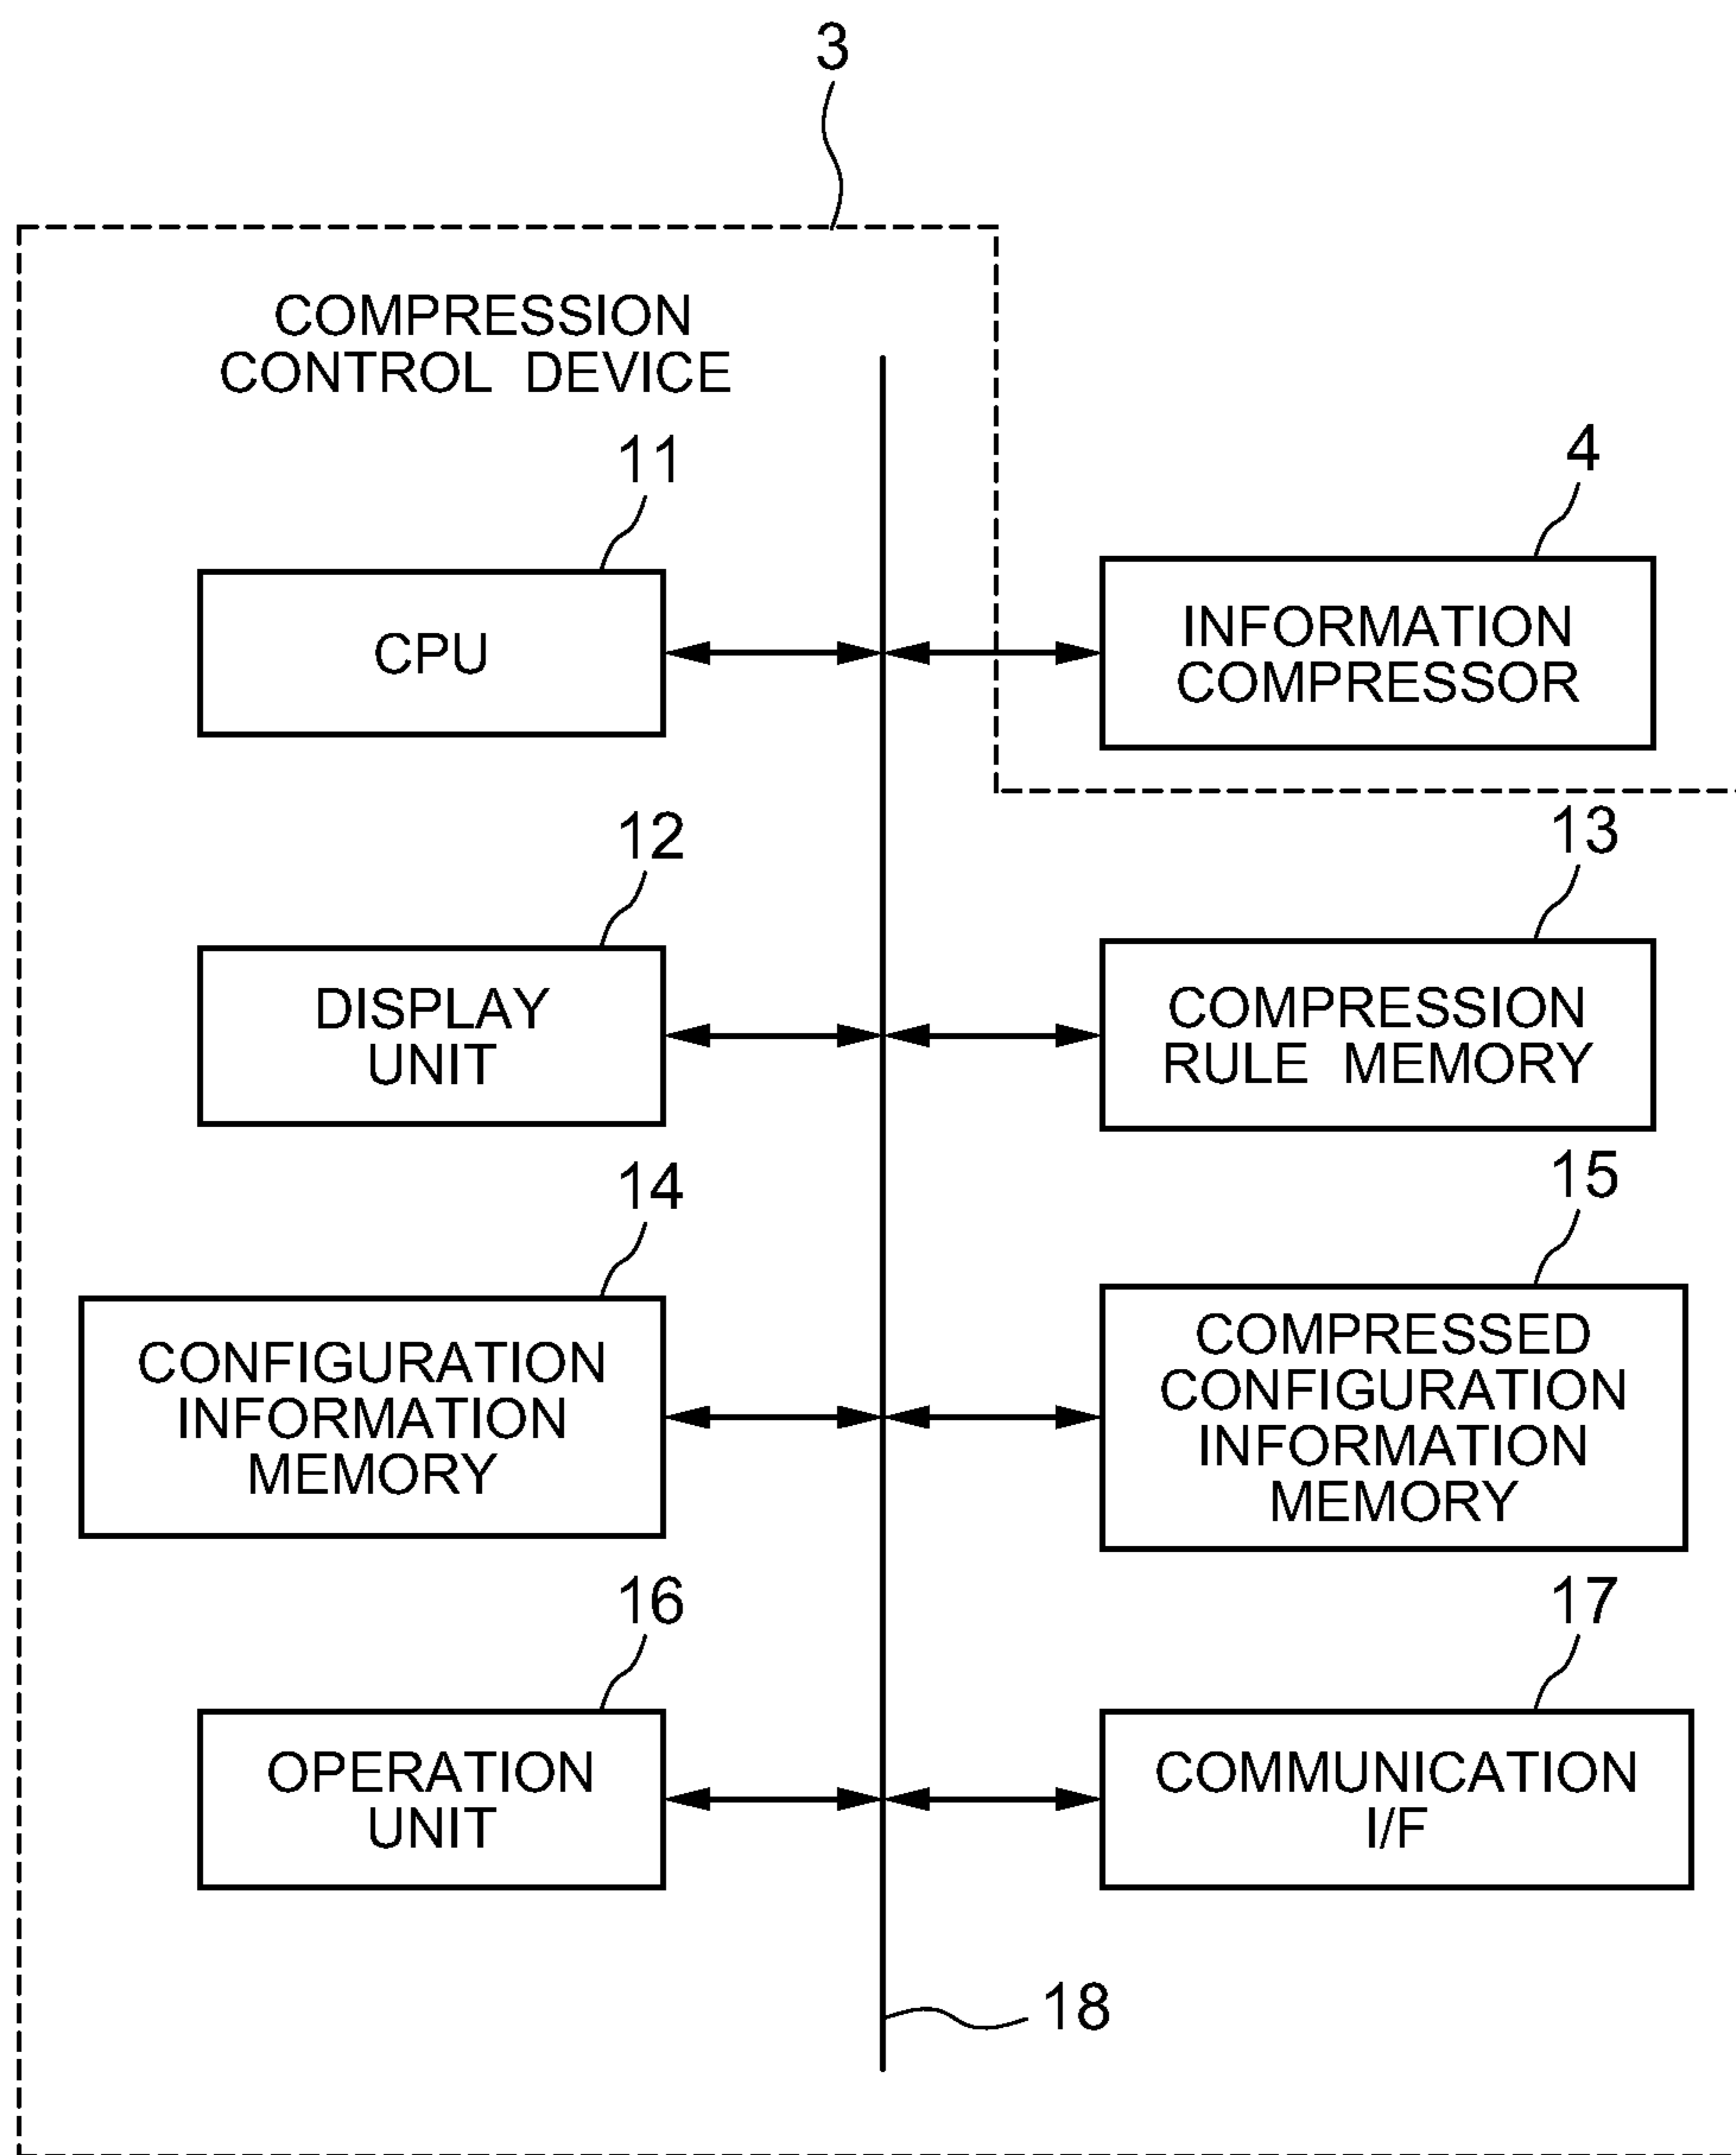 3
COMPRESSION
CONTROL DEVICE
11
4
CPU
INFORMATION
COMPRESSOR
12
13
DISPLAY
UNIT
COMPRESSION
RULE MEMORY
14
15
CONFIGURATION
INFORMATION
MEMORY
COMPRESSED
CONFIGURATION
INFORMATION
MEMORY
16
17
OPERATION
UNIT
COMMUNICATION
I/F
18